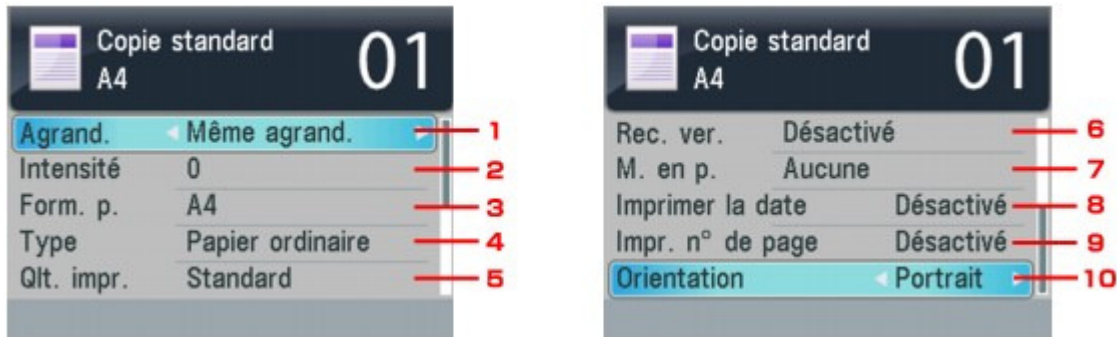 Copie standard
A4
01
Agrand. Même agrand. 1
Intensité 0 2
Form. p. A4 3
Type Papier ordinaire 4
Qlt. impr. Standard 5
Copie standard
A4
01
Rec. ver. Désactivé 6
M. en p. Aucune 7
Imprimer la date Désactivé 8
Impr. n° de page Désactivé 9
Orientation Portrait 10